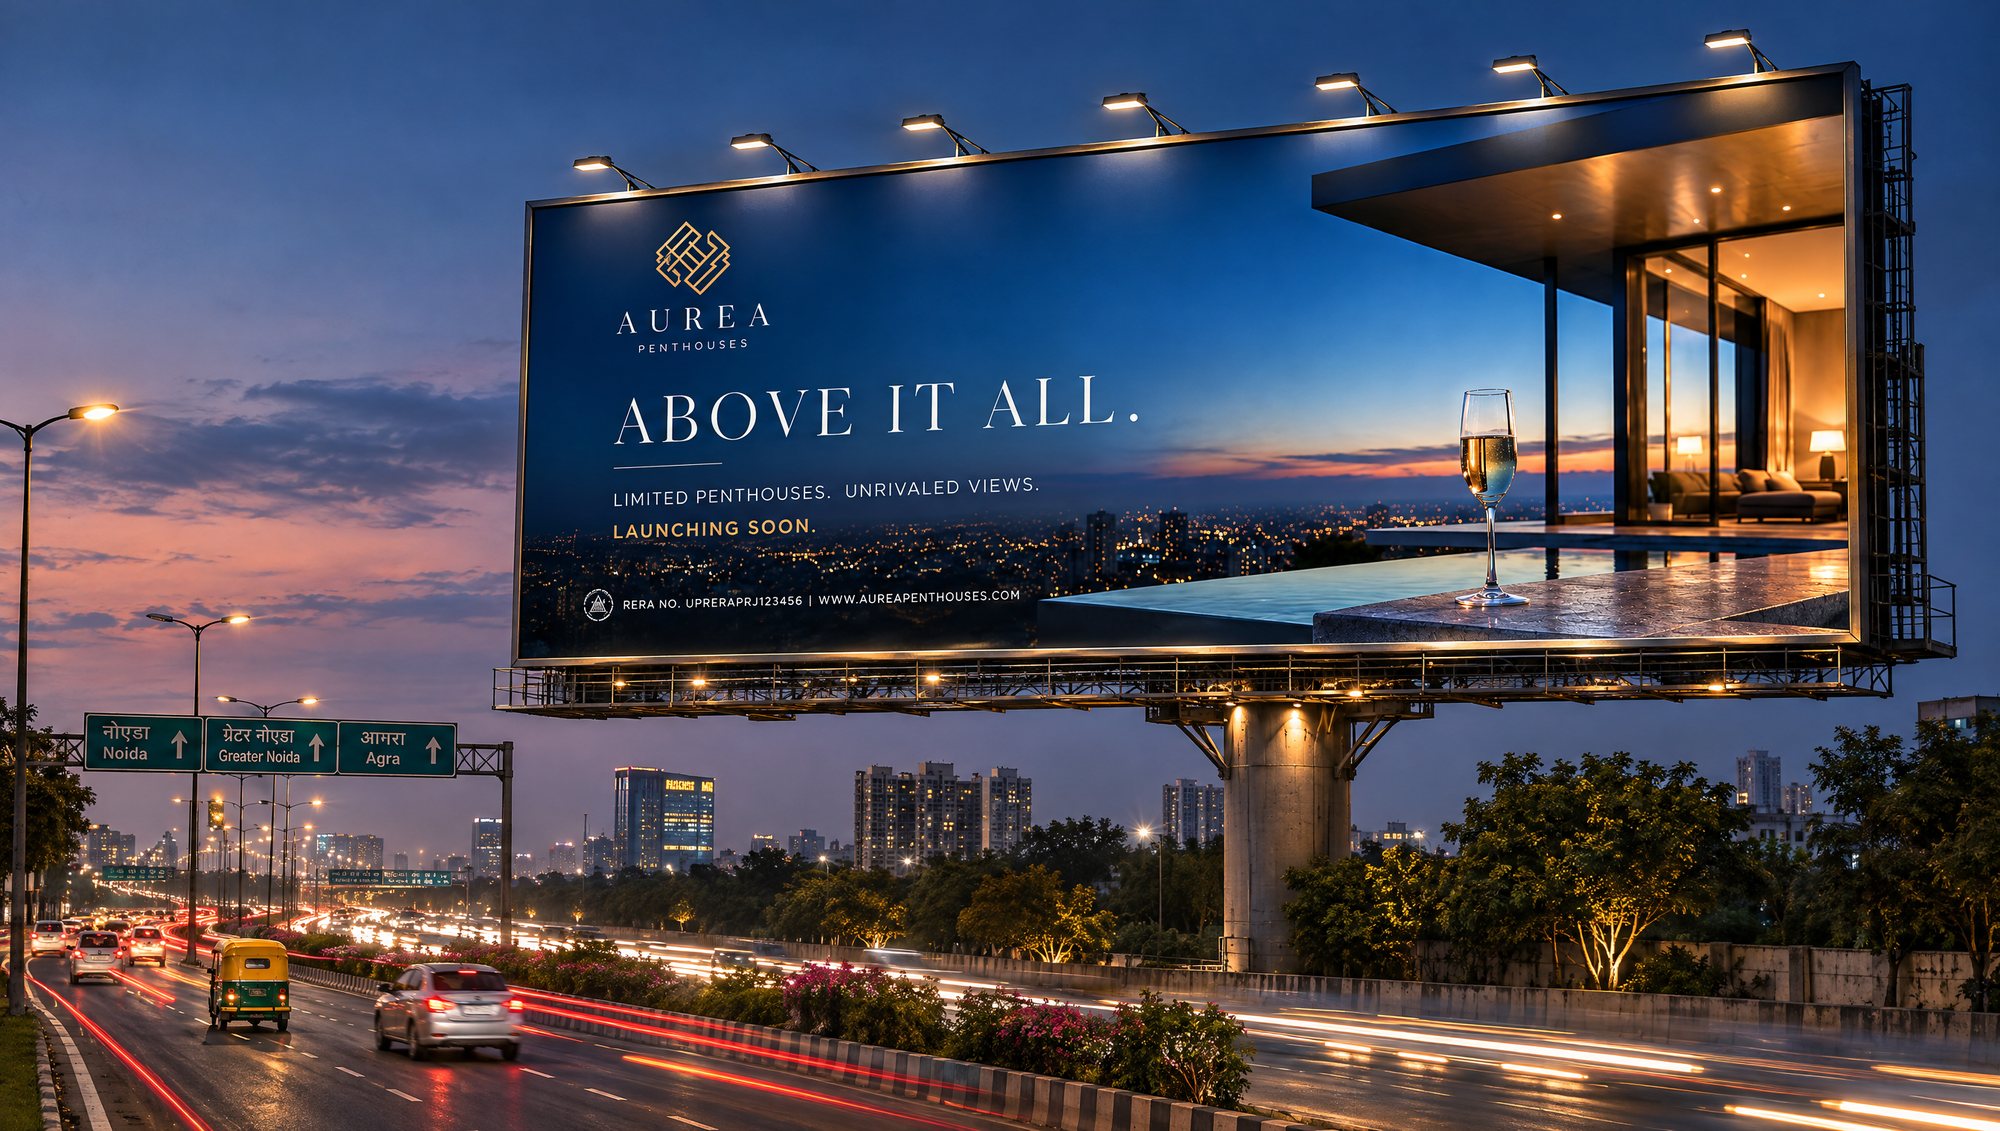 AUREA
PENTHOUSES
ABOVE IT ALL.
LIMITED PENTHOUSES. UNRIVALED VIEWS.
LAUNCHING SOON.
RERA NO. UPRERAPRJ123456 | WWW.AUREAPENTHOUSES.COM
नोएडा
Noida
ग्रेटर नोएडा
Greater Noida
आमरा
Agra